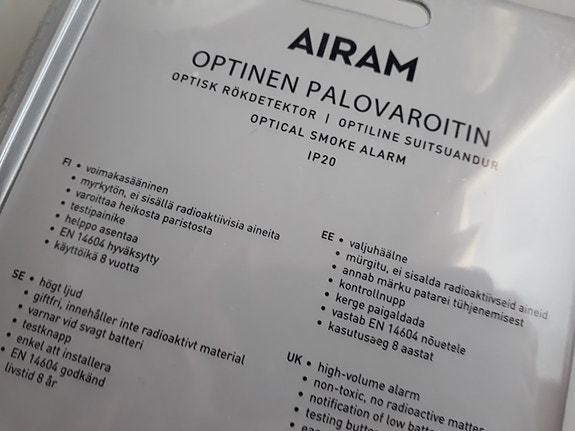 AIRAM
OPTINEN PALOVAROITIN
OPTISK RÖKDETEKTOR | OPTILINE SUITSUANDUR
OPTICAL SMOKE ALARM
IP20
FI • voimakasääninen
• myrkytön, ei sisällä radioaktiivisia aineita
• varoittaa heikosta paristosta
• testipainike
• helppo asentaa
• EN 14604 hyväksytty
• käyttöikä 8 vuotta
SE • högt ljud
• giftfri, innehåller inte radioaktivt material
• varnar vid svagt batteri
• testknapp
• enkel att installera
• EN 14604 godkänd
livstid 8 år
EE • valjuhäälne
• mürgitu, ei sisalda radioaktiivseid aineid
• annab märku patarei tühjenemisest
• kontrollnupp
• kerge paigaldada
• vastab EN 14604 nõuetele
• kasutusaeg 8 aastat
UK • high-volume alarm
• non-toxic, no radioactive matter
• notification of low
• testing